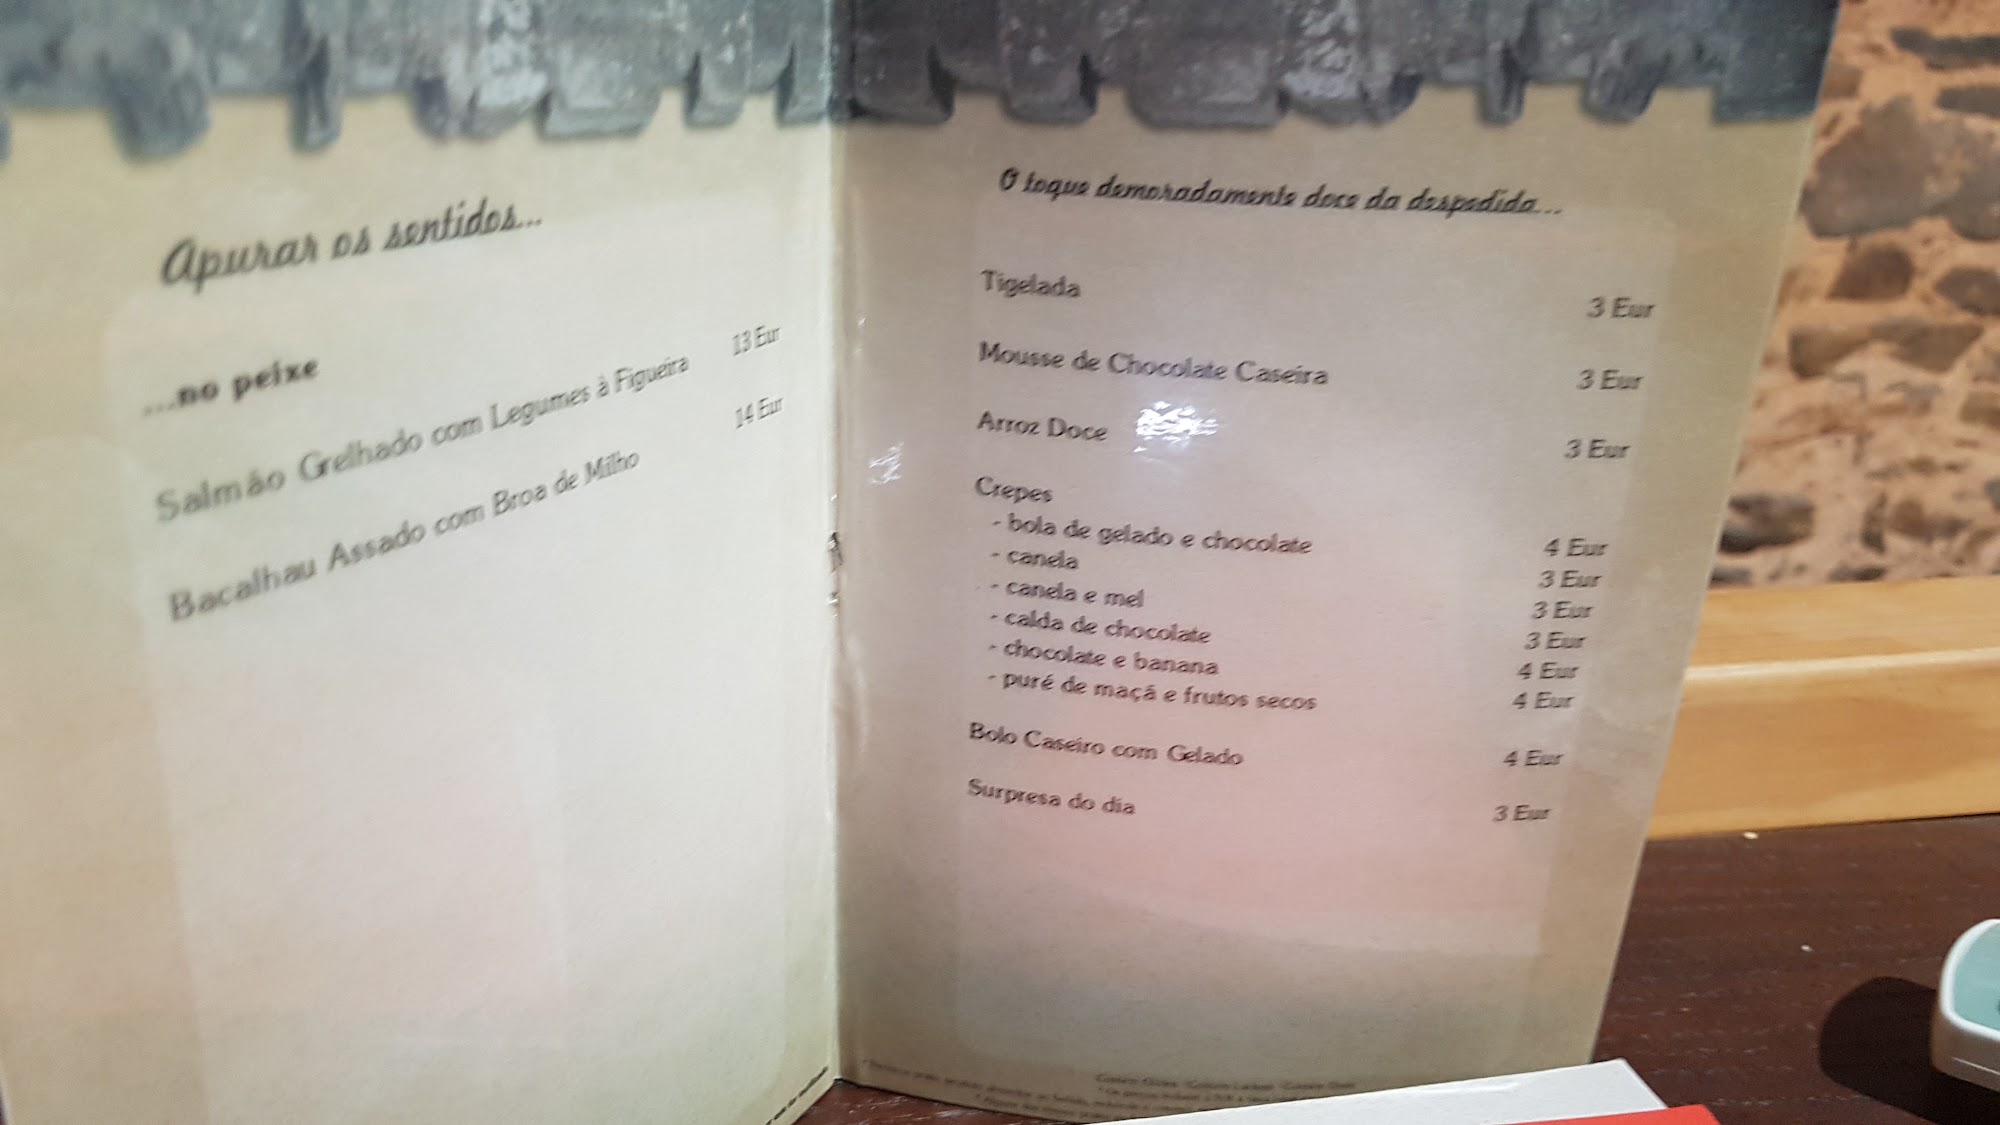 Apurar os sentidos...
...no peixe
Salmão Grelhado com Legumes à Figueira 13 Eur
Bacalhau Assado com Broa de Milho 14 Eur
O toque demoradamente doce da despedida...
Tigelada 3 Eur
Mousse de Chocolate Caseira 3 Eur
Arroz Doce 3 Eur
Crepes
- bola de gelado e chocolate 4 Eur
- canela 3 Eur
- canela e mel 3 Eur
- calda de chocolate 3 Eur
- chocolate e banana 4 Eur
- puré de maçã e frutos secos 4 Eur
Bolo Caseiro com Gelado 4 Eur
Surpresa do dia 3 Eur